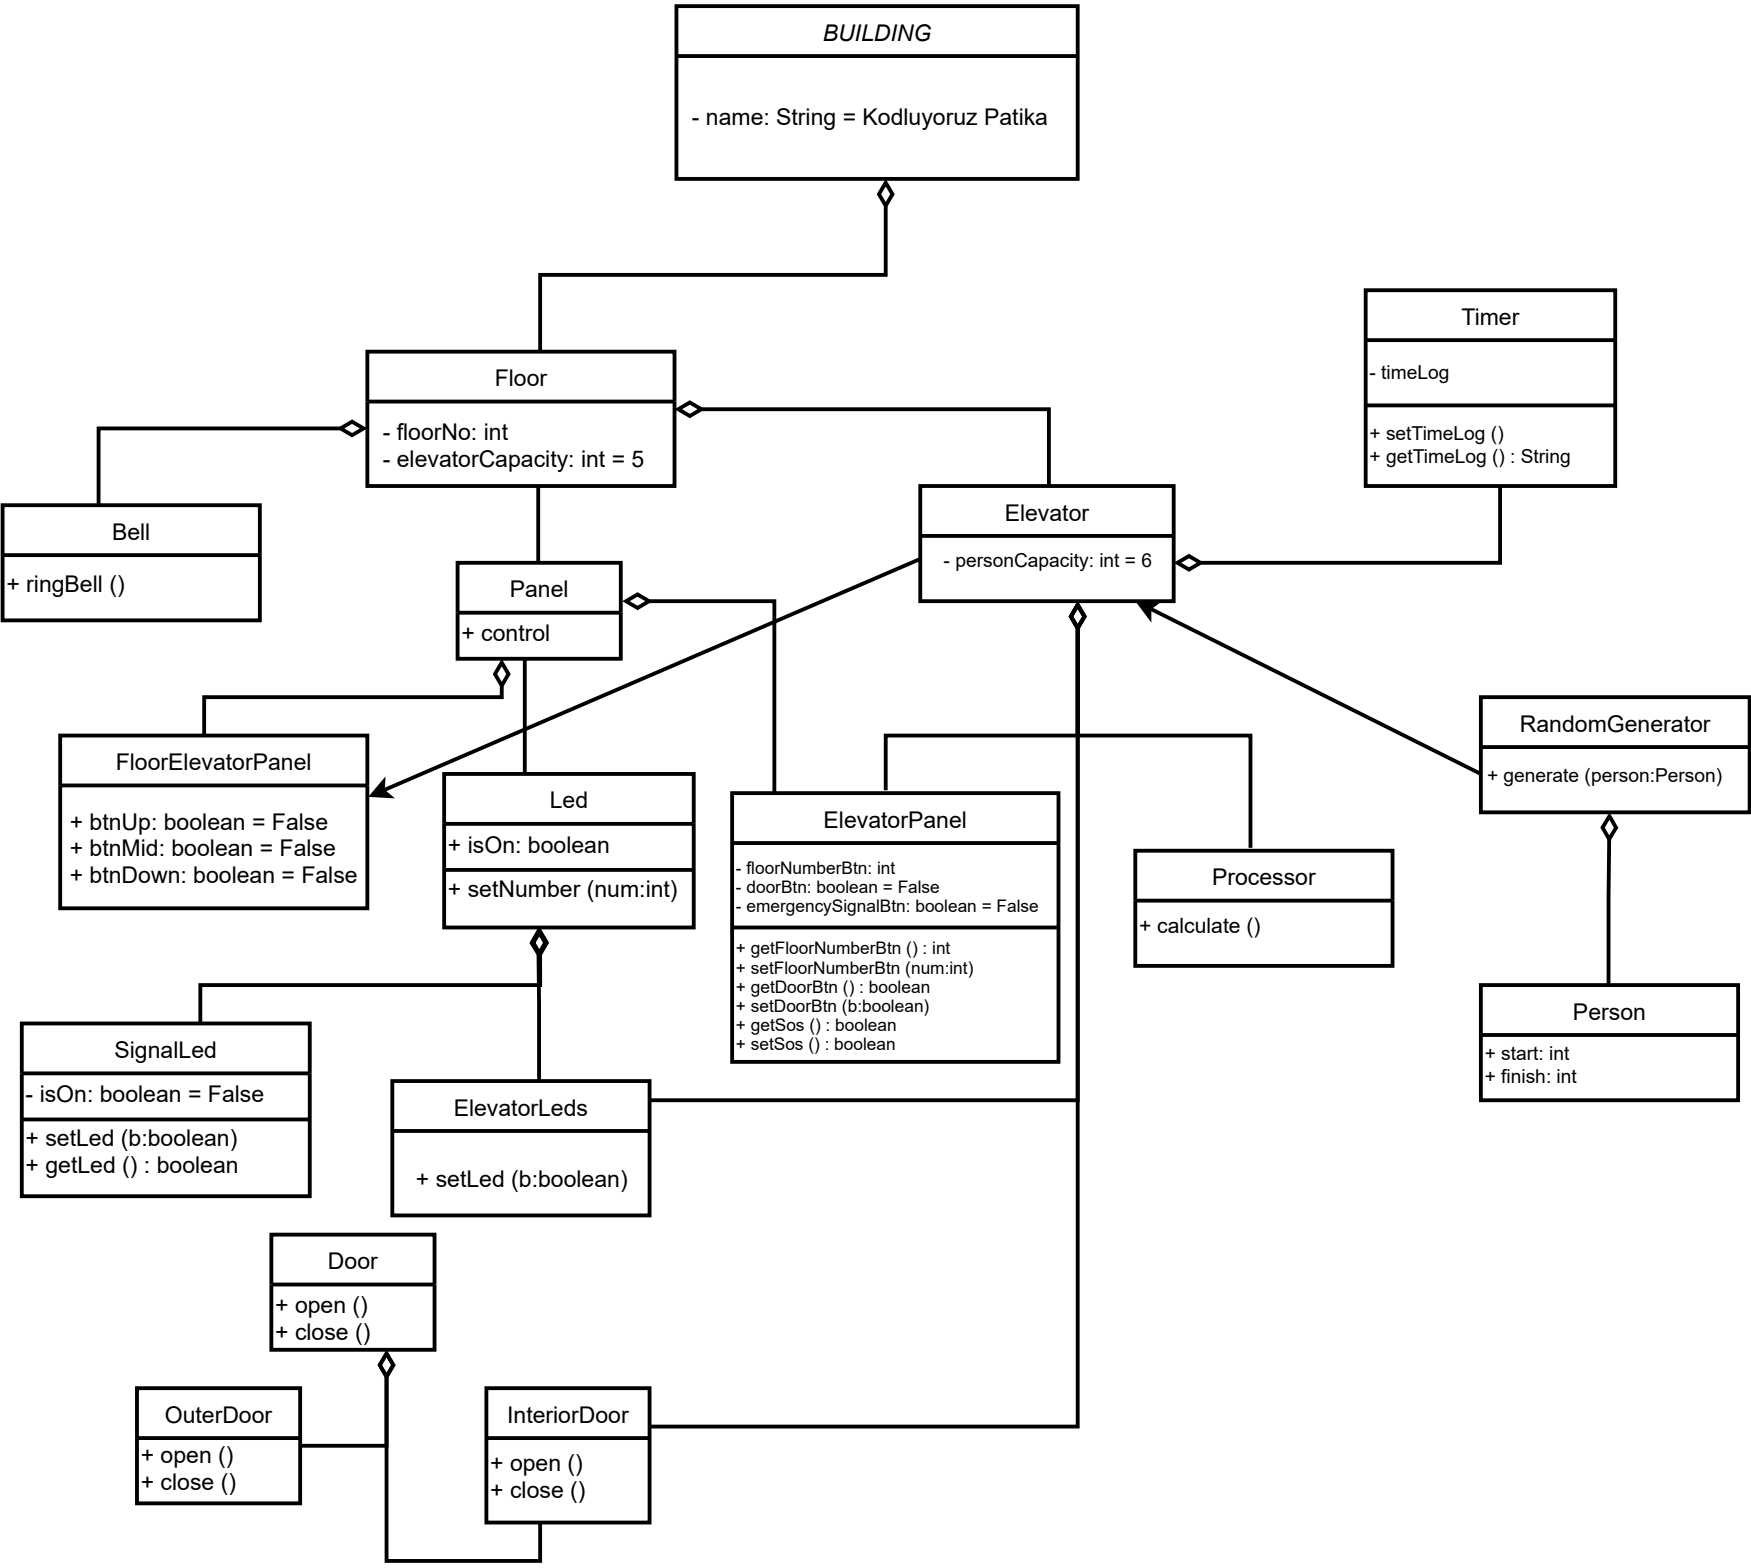 BUILDING
- name: String = Kodluyoruz Patika
Timer
- timeLog
+ setTimeLog ()
+ getTimeLog () : String
Floor
- floorNo: int
- elevatorCapacity: int = 5
Bell
+ ringBell ()
Elevator
- personCapacity: int = 6
Panel
+ control
RandomGenerator
+ generate (person:Person)
FloorElevatorPanel
+ btnUp: boolean = False
+ btnMid: boolean = False
+ btnDown: boolean = False
Led
+ isOn: boolean
+ setNumber (num:int)
ElevatorPanel
- floorNumberBtn: int
- doorBtn: boolean = False
- emergencySignalBtn: boolean = False
+ getFloorNumberBtn () : int
+ setFloorNumberBtn (num:int)
+ getDoorBtn () : boolean
+ setDoorBtn (b:boolean)
+ getSos () : boolean
+ setSos () : boolean
Processor
+ calculate ()
Person
+ start: int
+ finish: int
SignalLed
- isOn: boolean = False
+ setLed (b:boolean)
+ getLed () : boolean
ElevatorLeds
+ setLed (b:boolean)
Door
+ open ()
+ close ()
OuterDoor
+ open ()
+ close ()
InteriorDoor
+ open ()
+ close ()